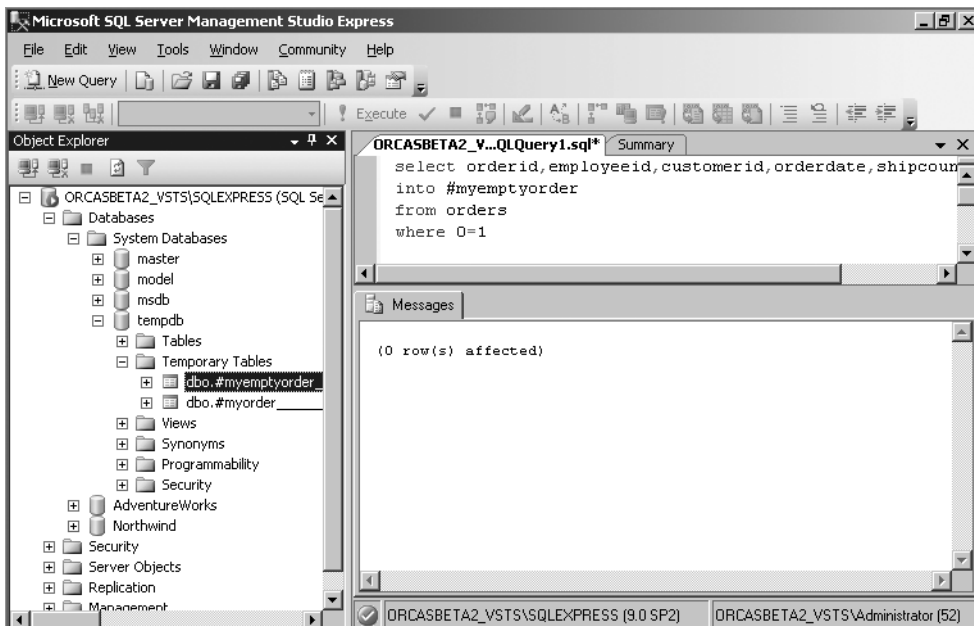 Microsoft SQL Server Management Studio Express
File Edit View Tools Window Community Help
New Query
Execute
Object Explorer
ORCASBETA2_VSTS\SQLEXPRESS (SQL Se
Databases
System Databases
master
model
msdb
tempdb
Tables
Temporary Tables
dbo.#myemptyorder_
dbo.#myorder______
Views
Synonyms
Programmability
Security
AdventureWorks
Northwind
Security
Server Objects
Replication
Management
ORCASBETA2_V...QLQuery1.sql* Summary
select orderid,employeeid,customerid,orderdate,shipcoun
into #myemptyorder
from orders
where 0=1
Messages
(0 row(s) affected)
ORCASBETA2_VSTS\SQLEXPRESS (9.0 SP2) ORCASBETA2_VSTS\Administrator (52)